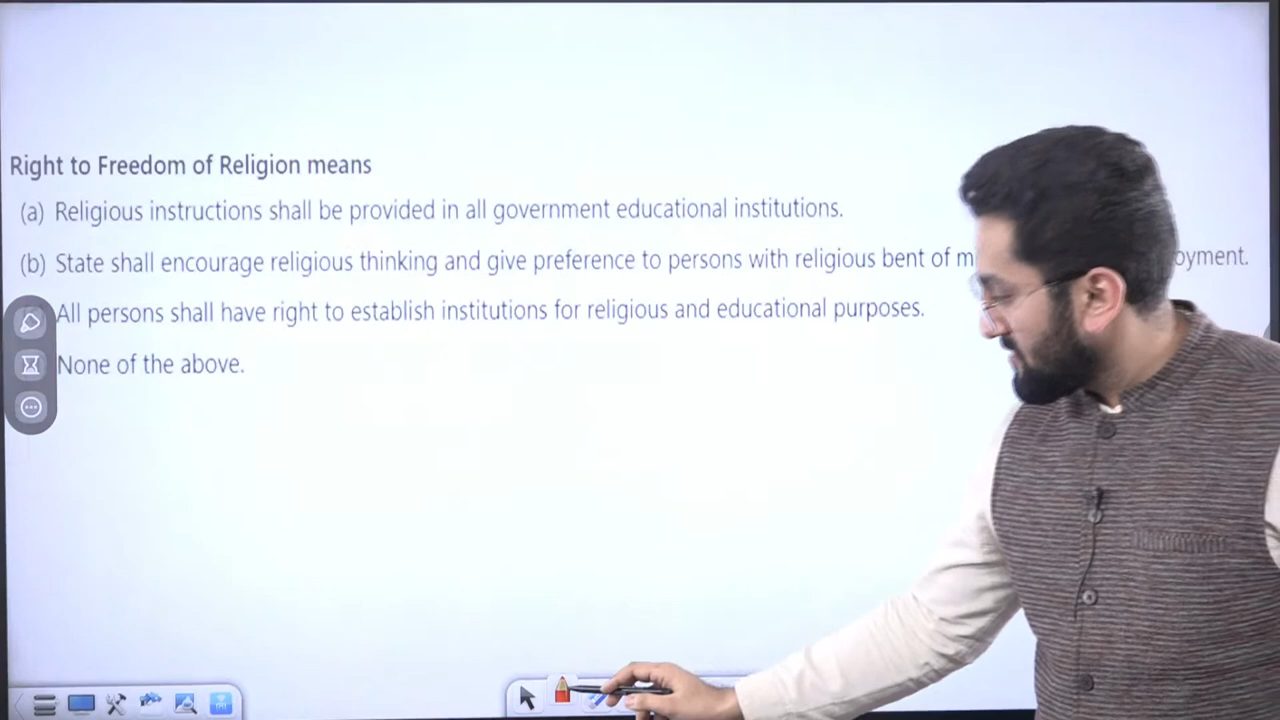 Right to Freedom of Religion means
(a) Religious instructions shall be provided in all government educational institutions.
(b) State shall encourage religious thinking and give preference to persons with religious bent of
All persons shall have right to establish institutions for religious and educational purposes.
None of the above.